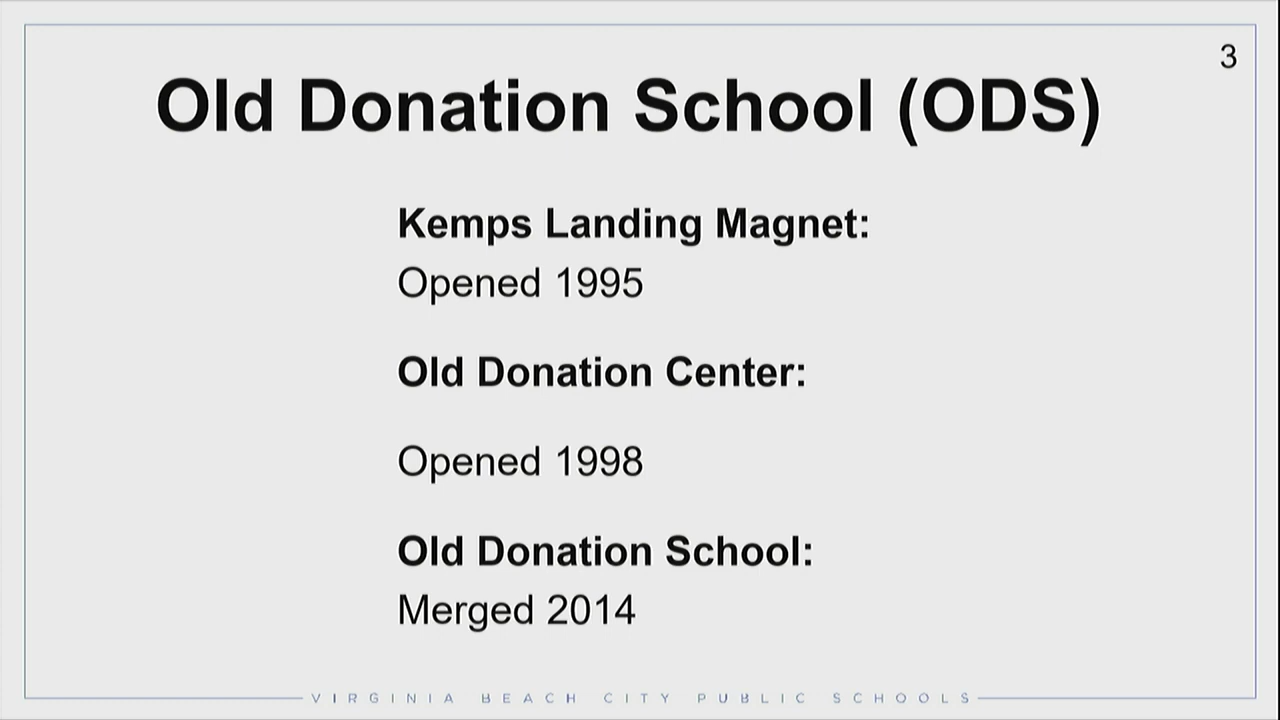 3
Old Donation School (ODS)
Kemps Landing Magnet:
Opened 1995
Old Donation Center:
Opened 1998
Old Donation School:
Merged 2014
VIRGINIA BEACH CITY PUBLIC SCHOOLS